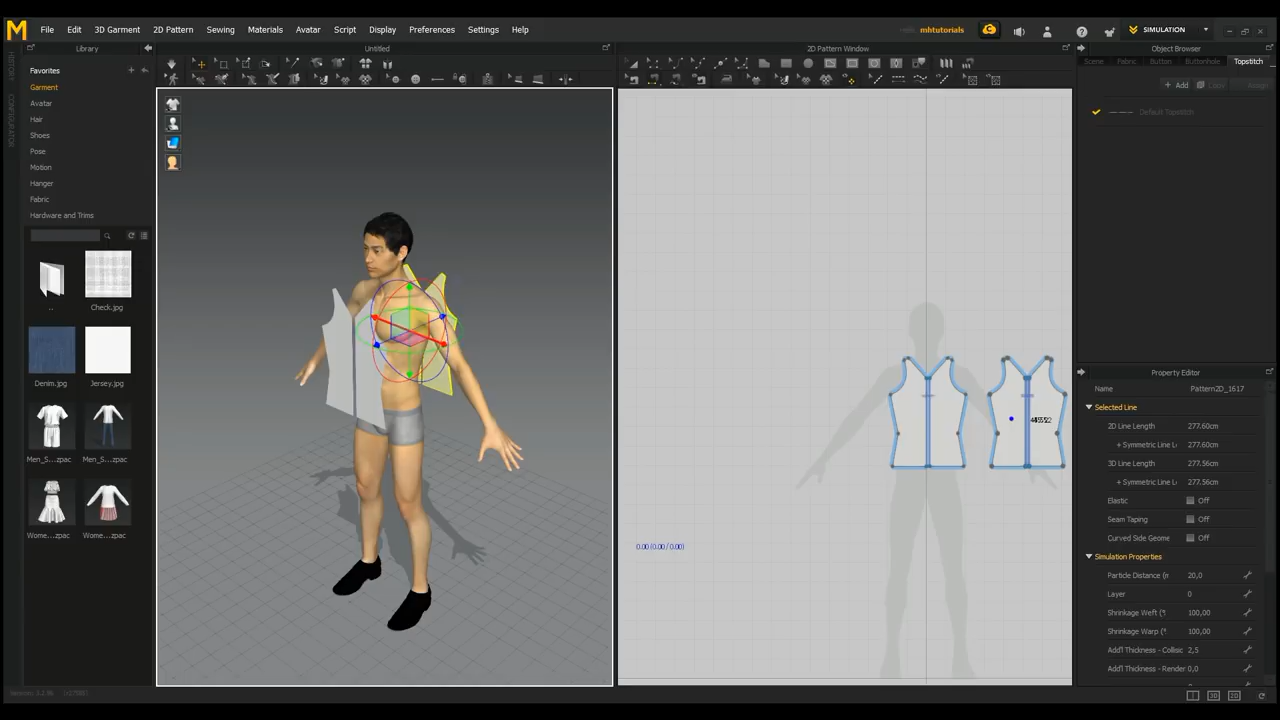 M File Edit 3D Garment 2D Pattern Sewing Materials Avatar Script Display Preferences Settings Help mhtutorials SIMULATION
Library Untitled 2D Pattern Window Object Browser
HISTORY
CONFIGURATOR
Favorites
Garment
Avatar
Hair
Shoes
Pose
Motion
Hanger
Fabric
Hardware and Trims
Check.jpg
Denim.jpg Jersey.jpg
Men_S...zpac Men_S...zpac
Wome...zpac Wome...zpac
0.00 (0.00 / 0.00)
Scene Fabric Button Buttonhole Topstitch
+ Add Copy Assign
Default Topstitch
Property Editor
Name Pattern2D_1617
Selected Line
2D Line Length 277.60cm
+ Symmetric Line L 277.60cm
3D Line Length 277.56cm
+ Symmetric Line L 277.56cm
Elastic Off
Seam Taping Off
Curved Side Geome Off
Simulation Properties
Particle Distance (m 20,0
Layer 0
Shrinkage Weft (% 100,00
Shrinkage Warp (% 100,00
Add'l Thickness - Collisic 2,5
Add'l Thickness - Render 0,0
3D 2D